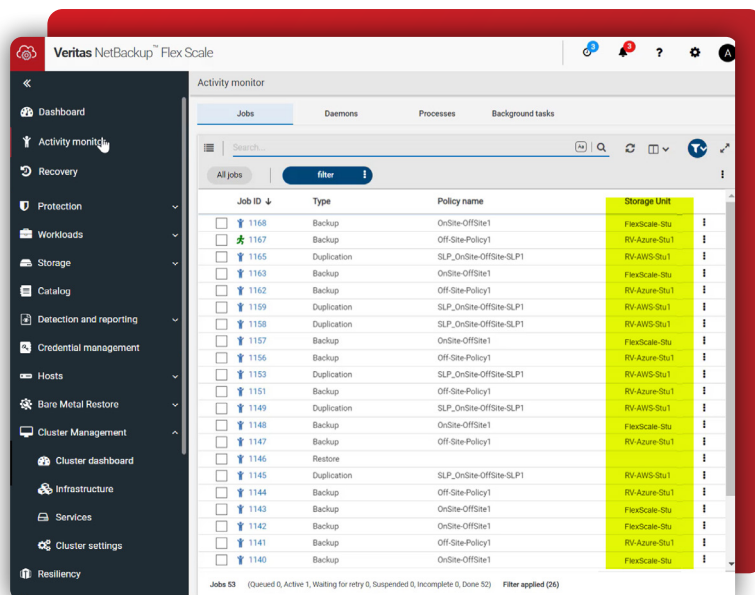 Veritas NetBackup™ Flex Scale
3
3
?
A
Activity monitor
Dashboard
Activity monitor
Recovery
Protection
Workloads
Storage
Catalog
Detection and reporting
Credential management
Hosts
Bare Metal Restore
Cluster Management
Cluster dashboard
Infrastructure
Services
Cluster settings
Resiliency
Jobs Daemons Processes Background tasks
Search...
All jobs filter
Job ID ↓ Type Policy name Storage Unit
1168 Backup OnSite-OffSite1 FlexScale-Stu
1167 Backup Off-Site-Policy1 RV-Azure-Stu1
1165 Duplication SLP_OnSite-OffSite-SLP1 RV-AWS-Stu1
1163 Backup OnSite-OffSite1 FlexScale-Stu
1162 Backup Off-Site-Policy1 RV-Azure-Stu1
1159 Duplication SLP_OnSite-OffSite-SLP1 RV-AWS-Stu1
1158 Duplication SLP_OnSite-OffSite-SLP1 RV-AWS-Stu1
1157 Backup OnSite-OffSite1 FlexScale-Stu
1156 Backup Off-Site-Policy1 RV-Azure-Stu1
1153 Duplication SLP_OnSite-OffSite-SLP1 RV-AWS-Stu1
1151 Backup Off-Site-Policy1 RV-Azure-Stu1
1149 Duplication SLP_OnSite-OffSite-SLP1 RV-AWS-Stu1
1148 Backup OnSite-OffSite1 FlexScale-Stu
1147 Backup Off-Site-Policy1 RV-Azure-Stu1
1146 Restore
1145 Duplication SLP_OnSite-OffSite-SLP1 RV-AWS-Stu1
1144 Backup Off-Site-Policy1 RV-Azure-Stu1
1143 Backup OnSite-OffSite1 FlexScale-Stu
1142 Backup OnSite-OffSite1 FlexScale-Stu
1141 Backup Off-Site-Policy1 RV-Azure-Stu1
1140 Backup OnSite-OffSite1 FlexScale-Stu
Jobs 53 (Queued 0, Active 1, Waiting for retry 0, Suspended 0, Incomplete 0, Done 52) Filter applied (26)